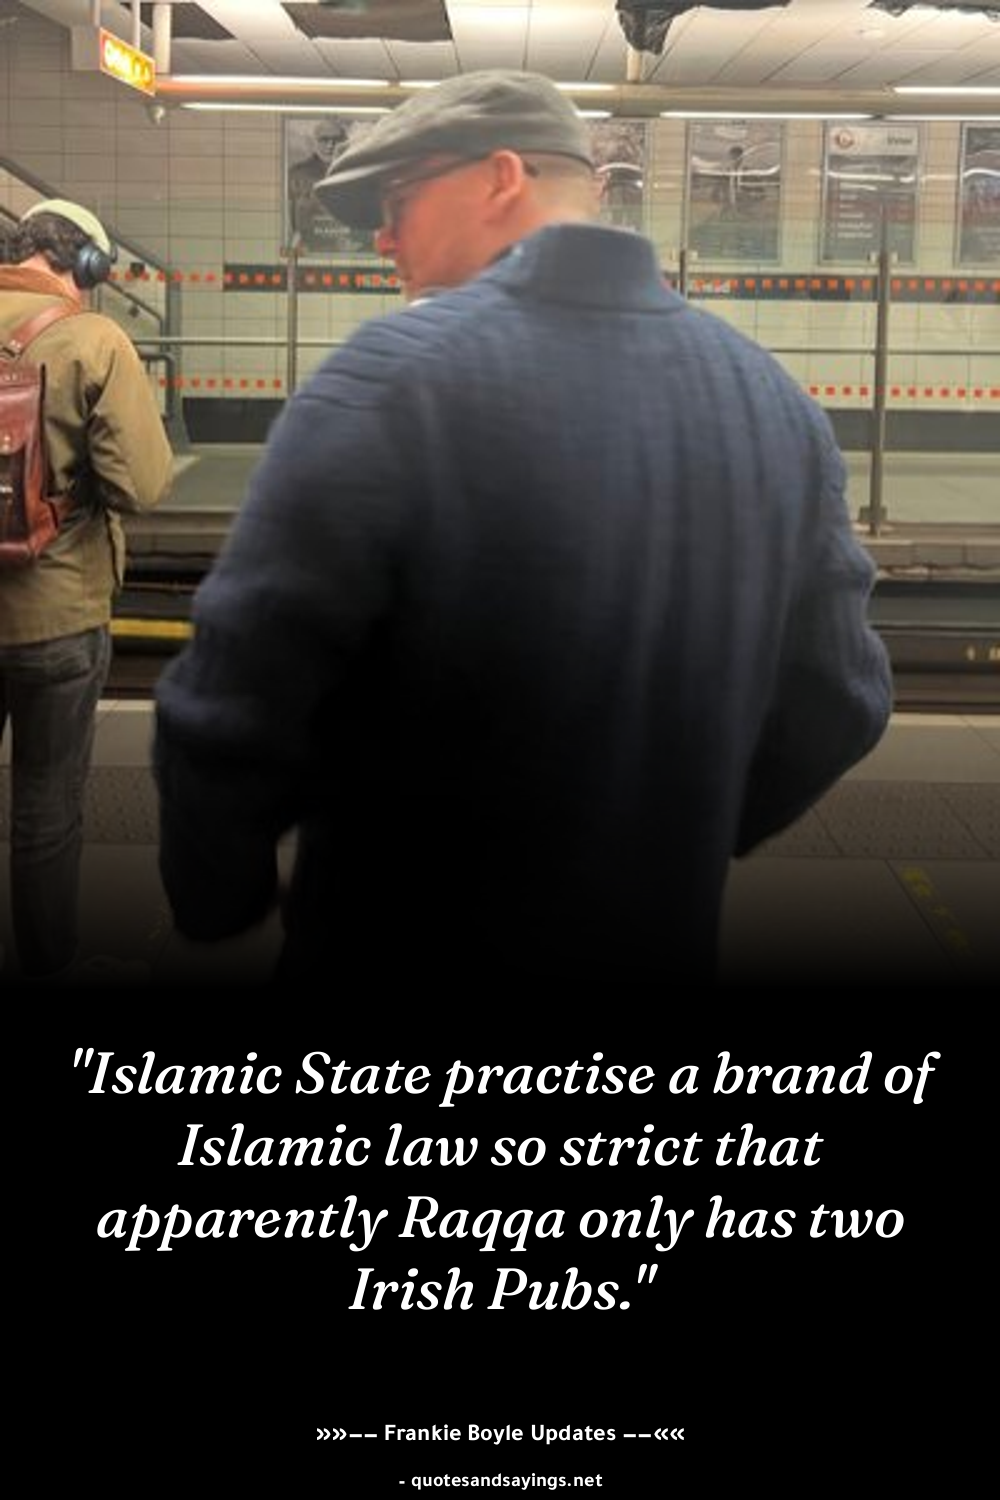 "Islamic State practise a brand of
Islamic law so strict that
apparently Raqqa only has two
Irish Pubs."
»»–– Frankie Boyle Updates ––««
- quotesandsayings.net